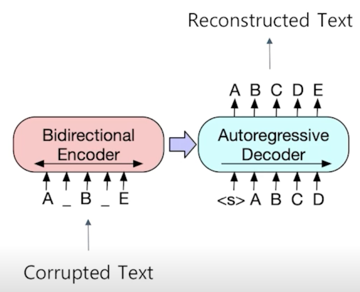 Reconstructed Text
A B C D E
Bidirectional
Encoder
Autoregressive
Decoder
A _ B _ E
<s> A B C D
Corrupted Text